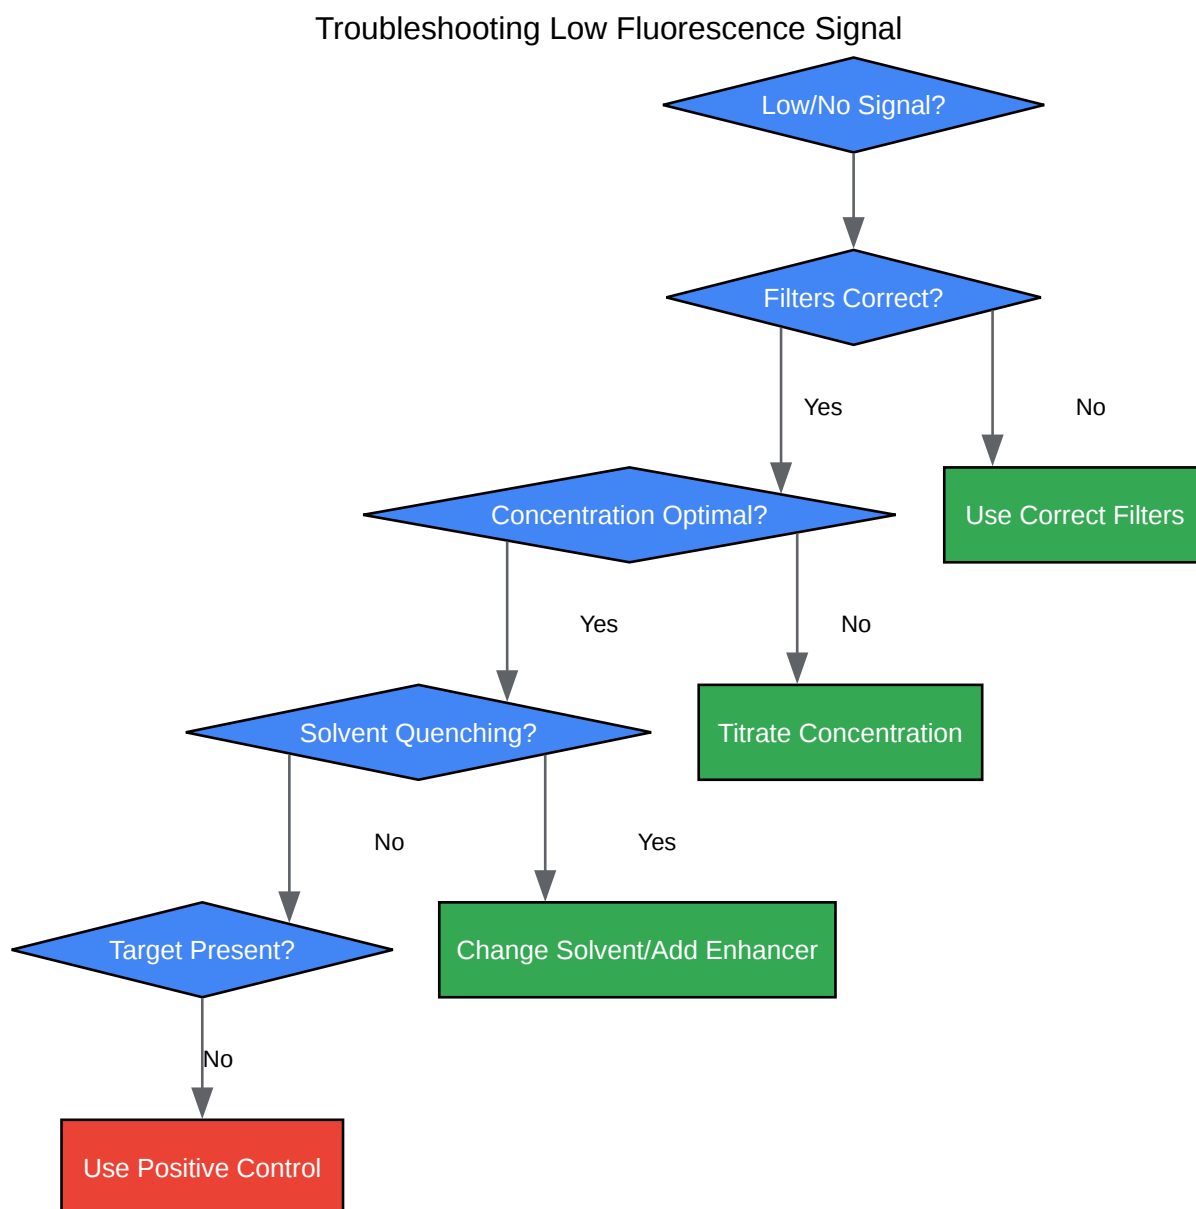 Troubleshooting Low Fluorescence Signal
Low/No Signal?
Filters Correct?
Yes
No
Concentration Optimal?
Use Correct Filters
Yes
No
Solvent Quenching?
Titrate Concentration
No
Yes
Target Present?
Change Solvent/Add Enhancer
No
Use Positive Control